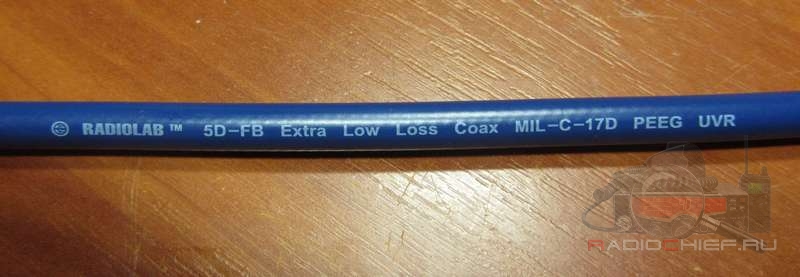 RADIOLAB ™ 5D-FB Extra Low Loss Coax MIL-C-17D PEEG UVR
RADIOCHIEF.RU